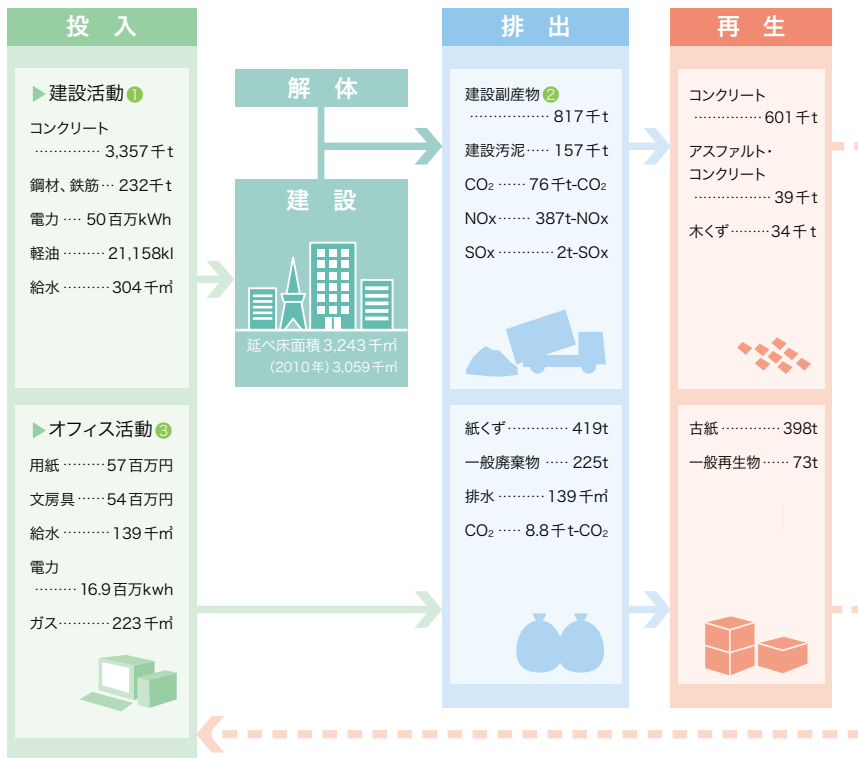 投 入
▶建設活動❶
コンクリート
·············· 3,357千t
鋼材、鉄筋··· 232千t
電力 ···· 50百万kWh
軽油 ········· 21,158kl
給水 ·········· 304千㎡
▶オフィス活動❸
用紙 ·········57百万円
文房具 ······54百万円
給水 ·········· 139千㎥
電力
········· 16.9百万kwh
ガス··········· 223千㎥
解 体
建 設
延べ床面積 3,243千㎡
（2010年）3,059千㎡
排 出
建設副産物❷
················· 817千t
建設汚泥····· 157千t
CO₂ ······ 76千t-CO₂
NOx······· 387t-NOx
SOx ·············2t-SOx
紙くず············· 419t
一般廃棄物 ····· 225t
排水 ··········139千㎥
CO₂ ····· 8.8千t-CO₂
再 生
コンクリート
··············601千t
アスファルト・
コンクリート
················ 39千t
木くず·········34千t
古紙 ············ 398t
一般再生物······ 73t